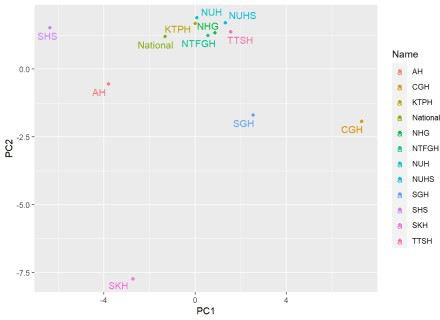 NUH
NUHS
SHS
KTPH
NHG
National
NTFGH
TTSH
0.0
AH
SGH
CGH
-2.5
PC2
-5.0
-7.5
SKH
-4
0
4
PC1
Name
AH
CGH
KTPH
National
NHG
NTFGH
NUH
NUHS
SGH
SHS
SKH
TTSH